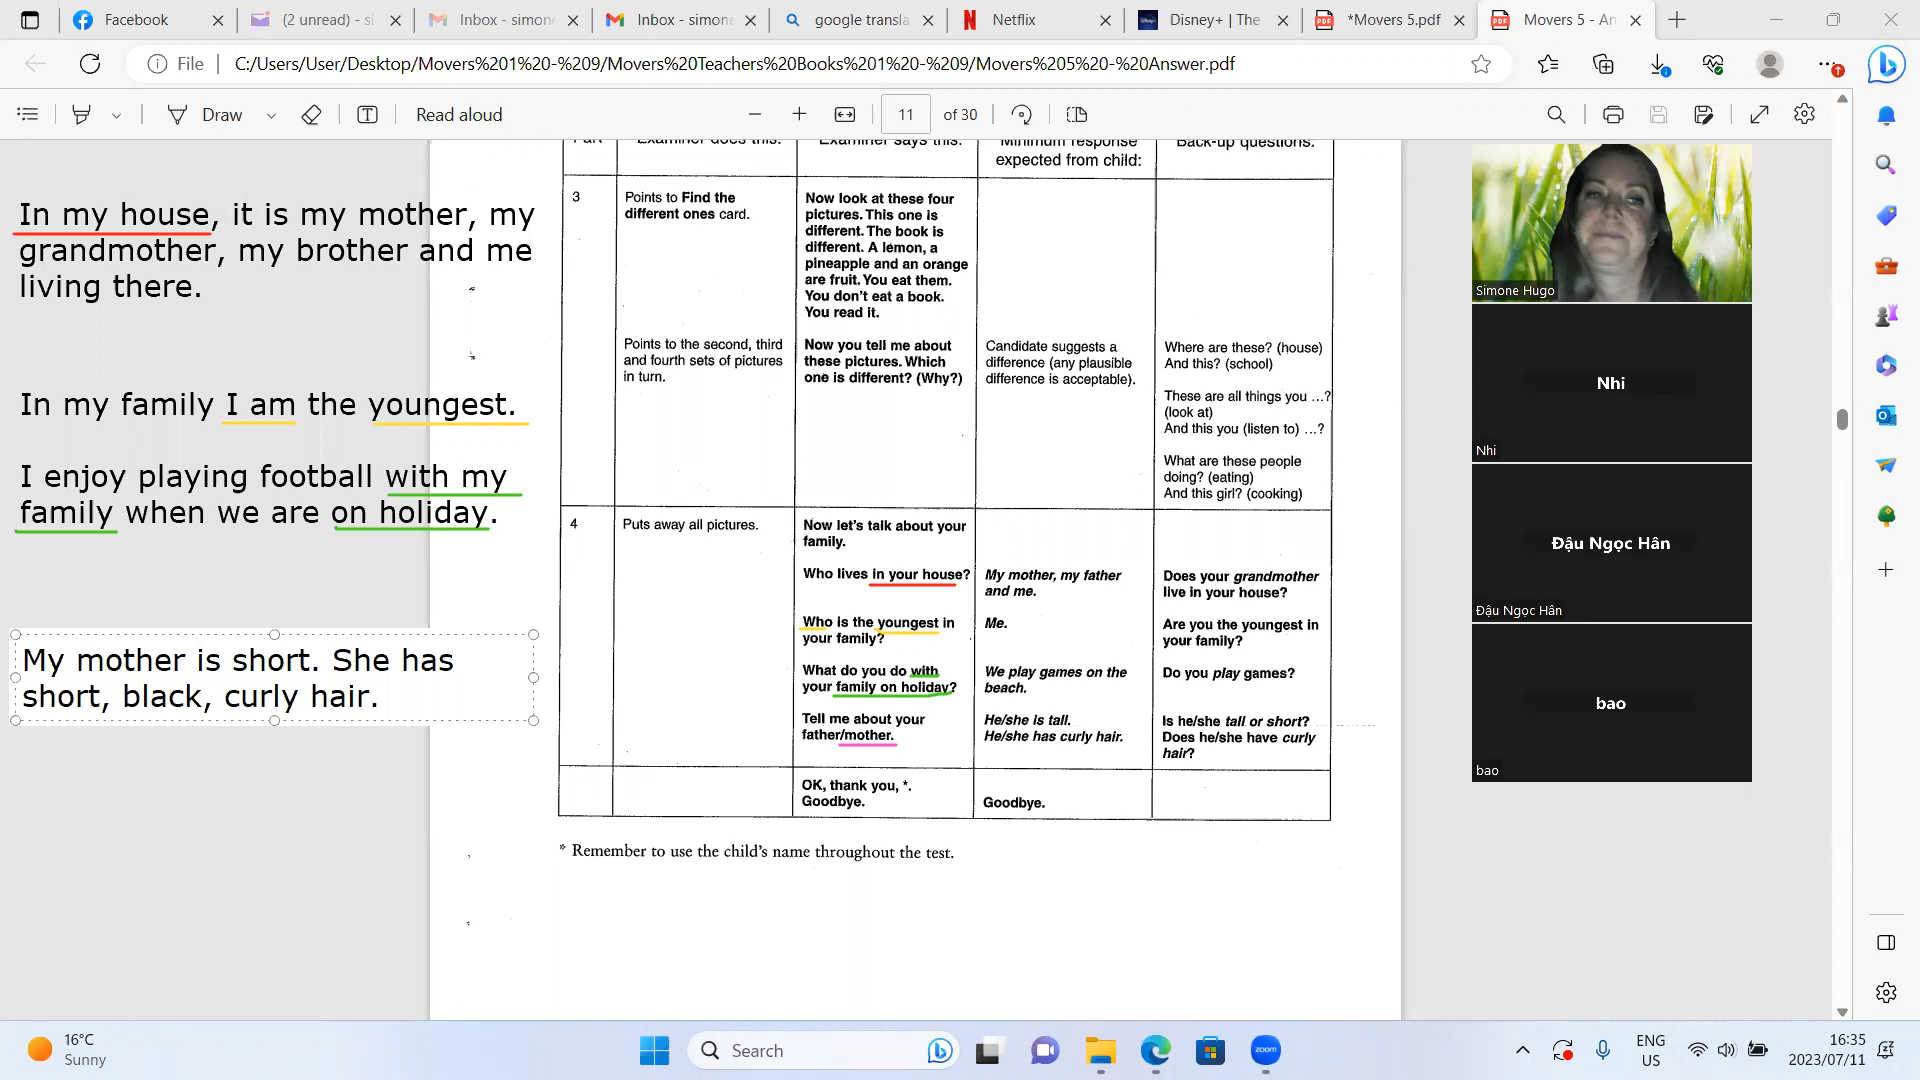 Facebook
(2 unread) - si
Inbox - simone
Inbox - simone
google transla
Netflix
Disney+ | The
*Movers 5.pdf
Movers 5 - An
File
C:/Users/User/Desktop/Movers%201%20-%209/Movers%20Teachers%20Books%201%20-%209/Movers%205%20-%20Answer.pdf
Draw
Read aloud
11
of 30
In my house, it is my mother, my
grandmother, my brother and me
living there.
In my family I am the youngest.
I enjoy playing football with my
family when we are on holiday.
My mother is short. She has
short, black, curly hair.
Examiner does this:
Examiner says this:
Minimum response
expected from child:
Back-up questions:
3
Points to Find the
different ones card.
Now look at these four
pictures. This one is
different. The book is
different. A lemon, a
pineapple and an orange
are fruit. You eat them.
You don't eat a book.
You read it.
Points to the second, third
and fourth sets of pictures
in turn.
Now you tell me about
these pictures. Which
one is different? (Why?)
Candidate suggests a
difference (any plausible
difference is acceptable).
Where are these? (house)
And this? (school)
These are all things you ...?
(look at)
And this you (listen to) ...?
What are these people
doing? (eating)
And this girl? (cooking)
4
Puts away all pictures.
Now let's talk about your
family.
Who lives in your house?
My mother, my father
and me.
Does your grandmother
live in your house?
Who is the youngest in
your family?
Me.
Are you the youngest in
your family?
What do you do with
your family on holiday?
We play games on the
beach.
Do you play games?
Tell me about your
father/mother.
He/she is tall.
He/she has curly hair.
Is he/she tall or short?
Does he/she have curly
hair?
OK, thank you, *.
Goodbye.
Goodbye.
* Remember to use the child's name throughout the test.
Simone Hugo
Nhi
Nhi
Đậu Ngọc Hân
Đậu Ngọc Hân
bao
bao
16°C
Sunny
Search
zoom
ENG
US
16:35
2023/07/11